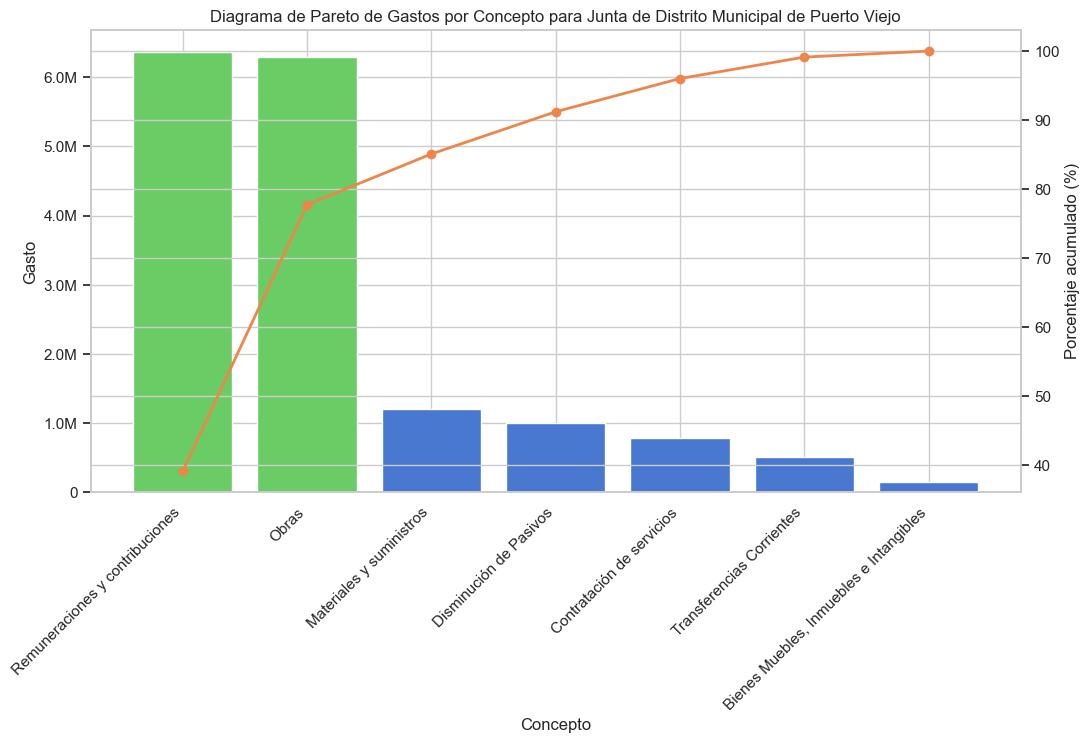 Diagrama de Pareto de Gastos por Concepto para Junta de Distrito Municipal de Puerto Viejo
Gasto
6.0M
5.0M
4.0M
3.0M
2.0M
1.0M
0
Porcentaje acumulado (%)
100
90
80
70
60
50
40
Remuneraciones y contribuciones
Obras
Materiales y suministros
Disminución de Pasivos
Contratación de servicios
Transferencias Corrientes
Bienes Muebles, Inmuebles e Intangibles
Concepto